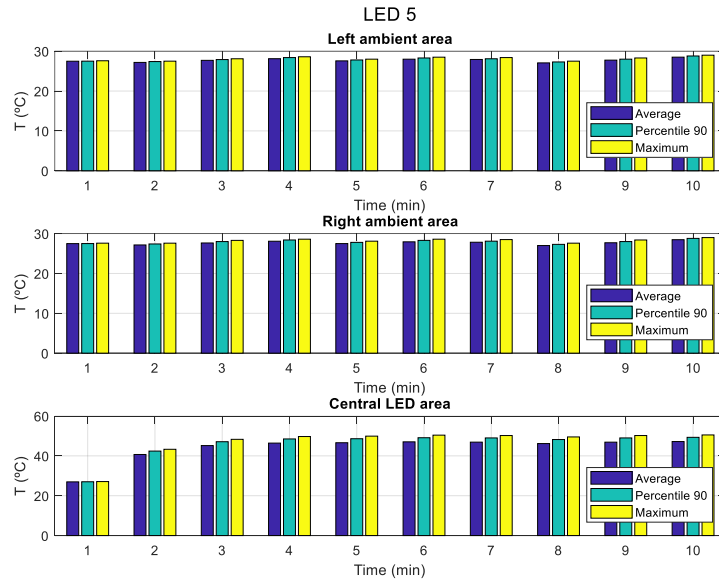 LED 5
Left ambient area
30
20
10
0
T (ºC)
Average
Percentile 90
Maximum
1 2 3 4 5 6 7 8 9 10
Time (min)
Right ambient area
30
20
10
0
T (ºC)
Average
Percentile 90
Maximum
1 2 3 4 5 6 7 8 9 10
Time (min)
Central LED area
60
40
20
0
T (ºC)
Average
Percentile 90
Maximum
1 2 3 4 5 6 7 8 9 10
Time (min)